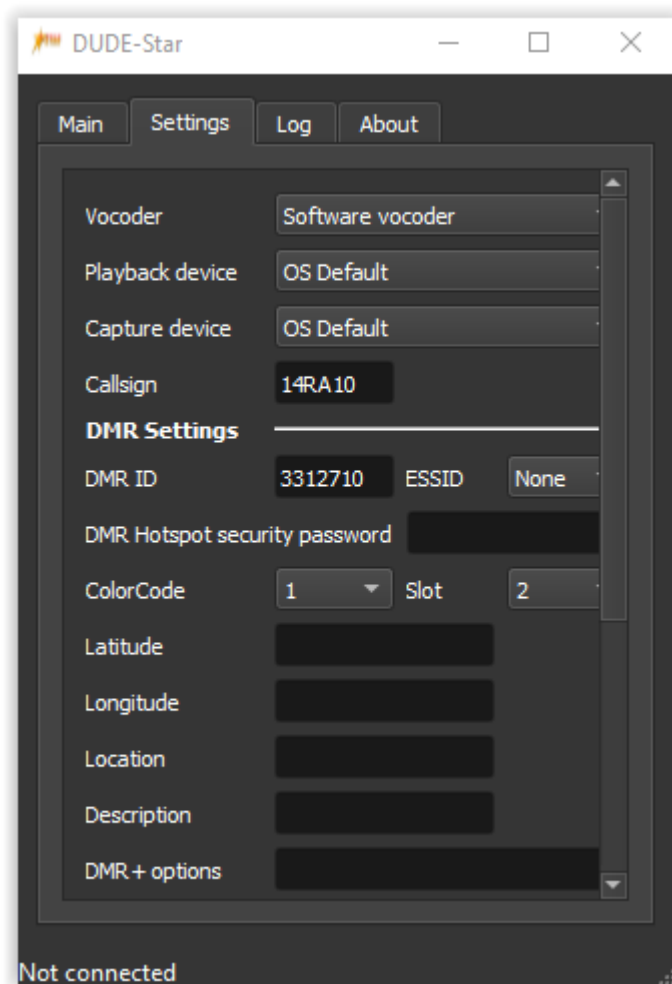 DUDE-Star
Main Settings Log About
Vocoder Software vocoder
Playback device OS Default
Capture device OS Default
Callsign 14RA10
DMR Settings
DMR ID 3312710 ESSID None
DMR Hotspot security password
ColorCode 1 Slot 2
Latitude
Longitude
Location
Description
DMR+ options
Not connected